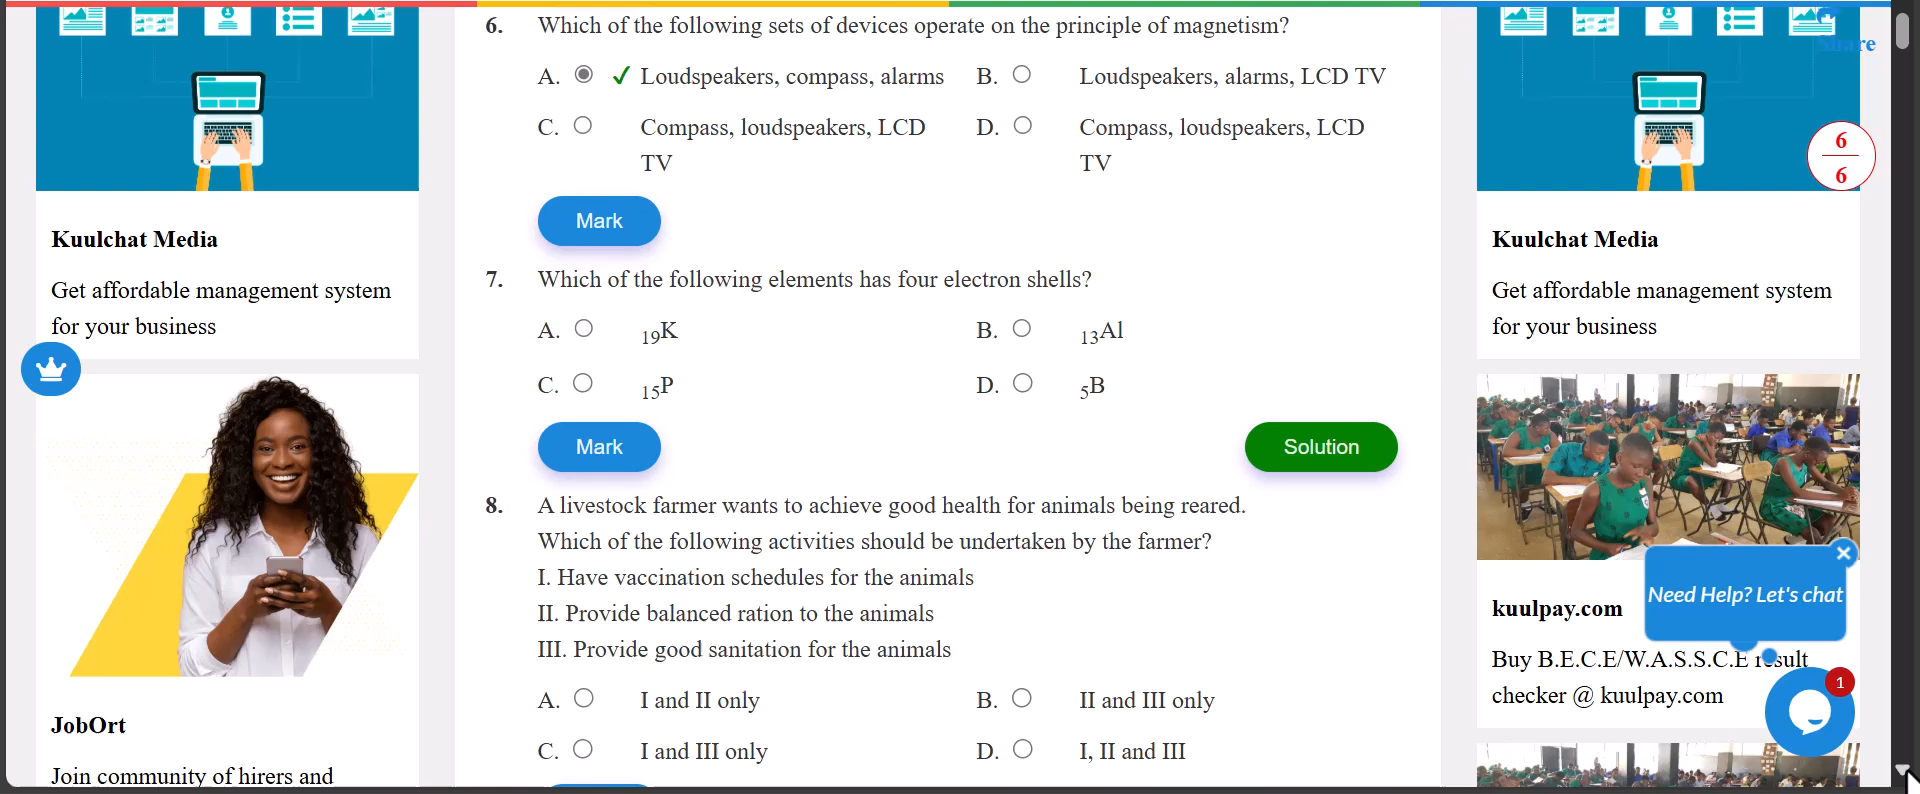 Kuulchat Media
Get affordable management system
for your business
JobOrt
Join community of hirers and
6. Which of the following sets of devices operate on the principle of magnetism?
A. ✓ Loudspeakers, compass, alarms B. Loudspeakers, alarms, LCD TV
C. Compass, loudspeakers, LCD TV D. Compass, loudspeakers, LCD TV
Mark
7. Which of the following elements has four electron shells?
A. ₁₉K B. ₁₃Al
C. ₁₅P D. ₅B
Mark Solution
8. A livestock farmer wants to achieve good health for animals being reared.
Which of the following activities should be undertaken by the farmer?
I. Have vaccination schedules for the animals
II. Provide balanced ration to the animals
III. Provide good sanitation for the animals
A. I and II only B. II and III only
C. I and III only D. I, II and III
Share
6
6
Kuulchat Media
Get affordable management system
for your business
Need Help? Let's chat
kuulpay.com
Buy B.E.C.E/W.A.S.S.C.E result
checker @ kuulpay.com
1